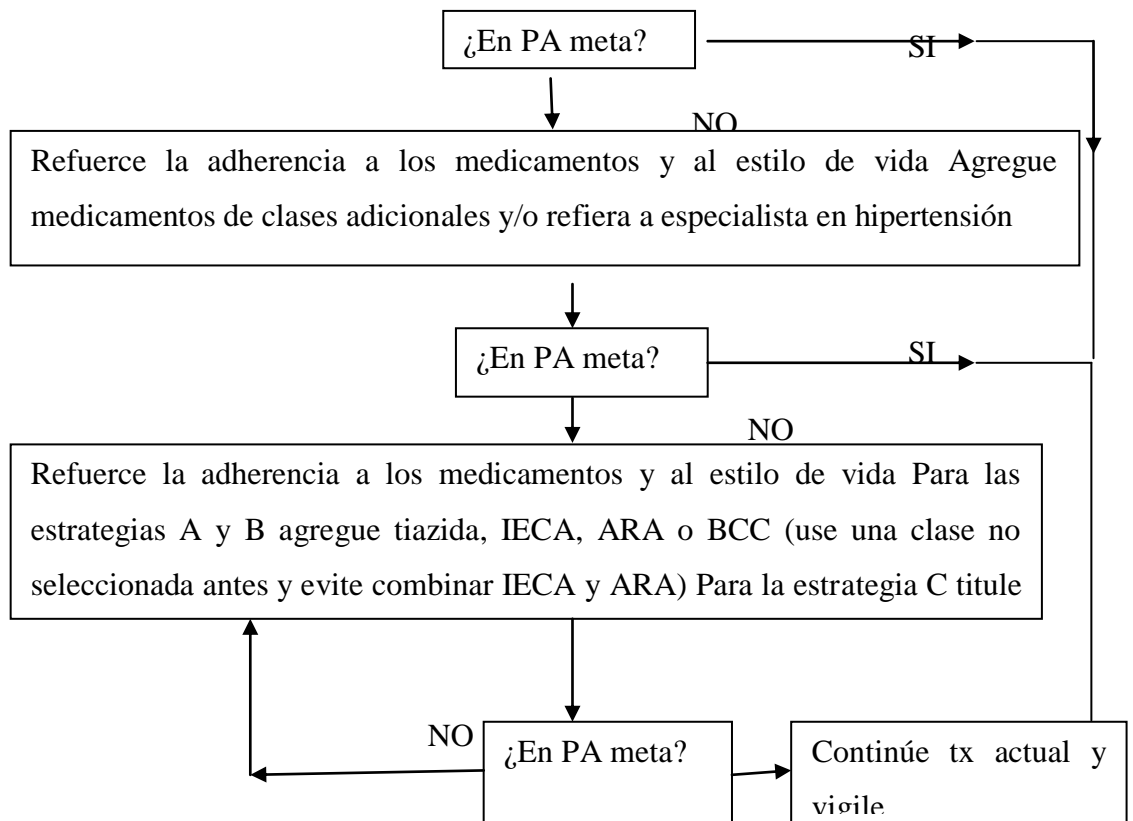 ¿En PA meta?
SI
NO
Refuerce la adherencia a los medicamentos y al estilo de vida Agregue
medicamentos de clases adicionales y/o refiera a especialista en hipertensión
¿En PA meta?
SI
NO
Refuerce la adherencia a los medicamentos y al estilo de vida Para las
estrategias A y B agregue tiazida, IECA, ARA o BCC (use una clase no
seleccionada antes y evite combinar IECA y ARA) Para la estrategia C titule
NO
¿En PA meta?
Continúe tx actual y
vigile